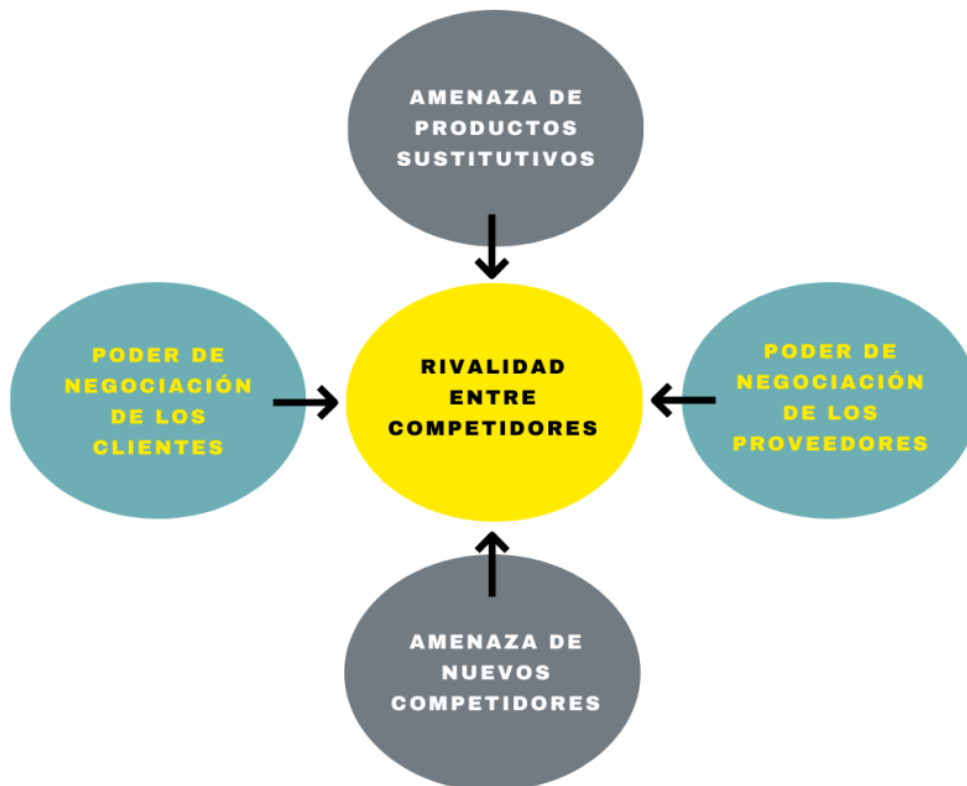 AMENAZA DE
PRODUCTOS
SUSTITUTIVOS
PODER DE
NEGOCIACIÓN
DE LOS
CLIENTES
RIVALIDAD
ENTRE
COMPETIDORES
PODER DE
NEGOCIACIÓN
DE LOS
PROVEEDORES
AMENAZA DE
NUEVOS
COMPETIDORES